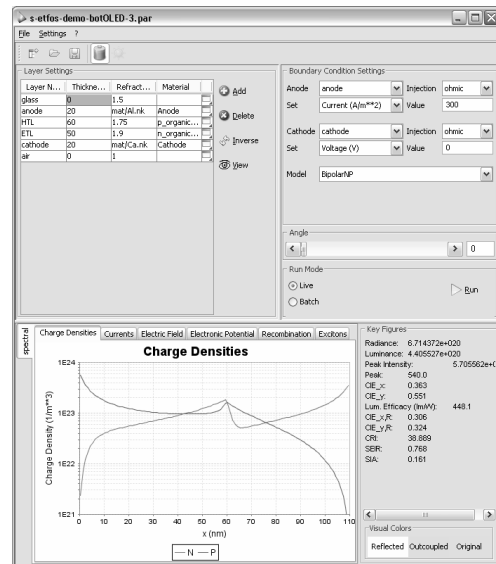 s-etfos-demo-botOLED-3.par
File Settings ?
Layer Settings
Layer N... Thickne... Refract... Material
glass 0 1.5
anode 20 mat/Al.nk Anode
HTL 60 1.75 p_organic...
ETL 50 1.9 n_organic...
cathode 20 mat/Ca.nk Cathode
air 0 1
Add
Delete
Inverse
View
Boundary Condition Settings
Anode anode Injection ohmic
Set Current (A/m**2) Value 300
Cathode cathode Injection ohmic
Set Voltage (V) Value 0
Model BipolarNP
Angle
0
Run Mode
Live
Batch
Run
spectral
Charge Densities Currents Electric Field Electronic Potential Recombination Excitons
Charge Densities
Charge Density (1/m**3)
1E24
1E23
1E22
1E21
0 10 20 30 40 50 60 70 80 90 100 110
x (nm)
N P
Key Figures
Radiance: 6.714372e+020
Luminance: 4.405527e+020
Peak Intensity: 5.705562e+0
Peak: 540.0
CIE_x: 0.363
CIE_y: 0.551
Lum. Efficacy (lm/W): 448.1
CIE_x,R: 0.306
CIE_y,R: 0.324
CRI: 38.889
SEIR: 0.768
SIA: 0.161
Visual Colors
Reflected Outcoupled Original